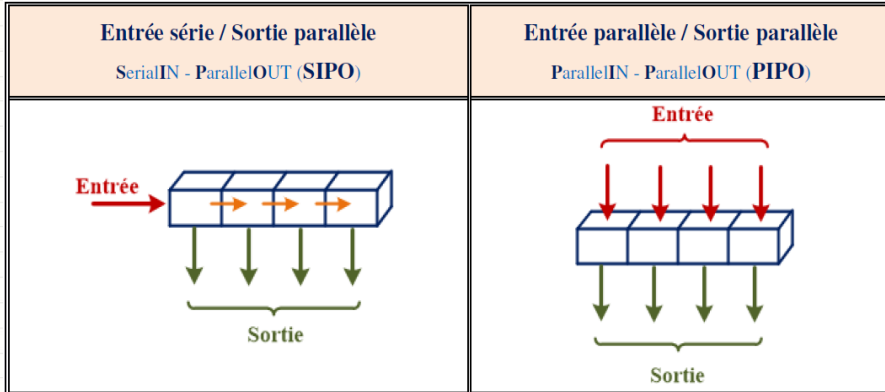 Entrée série / Sortie parallèle
SerialIN - ParallelOUT (SIPO)
Entrée parallèle / Sortie parallèle
ParallelIN - ParallelOUT (PIPO)
Entrée
Sortie
Entrée
Sortie